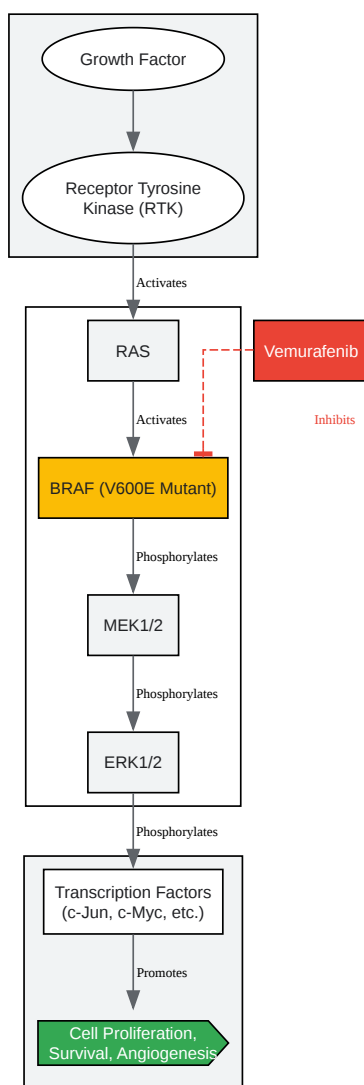 Growth Factor
Receptor Tyrosine
Kinase (RTK)
Activates
RAS
Vemurafenib
Activates
Inhibits
BRAF (V600E Mutant)
Phosphorylates
MEK1/2
Phosphorylates
ERK1/2
Phosphorylates
Transcription Factors
(c-Jun, c-Myc, etc.)
Promotes
Cell Proliferation,
Survival, Angiogenesis